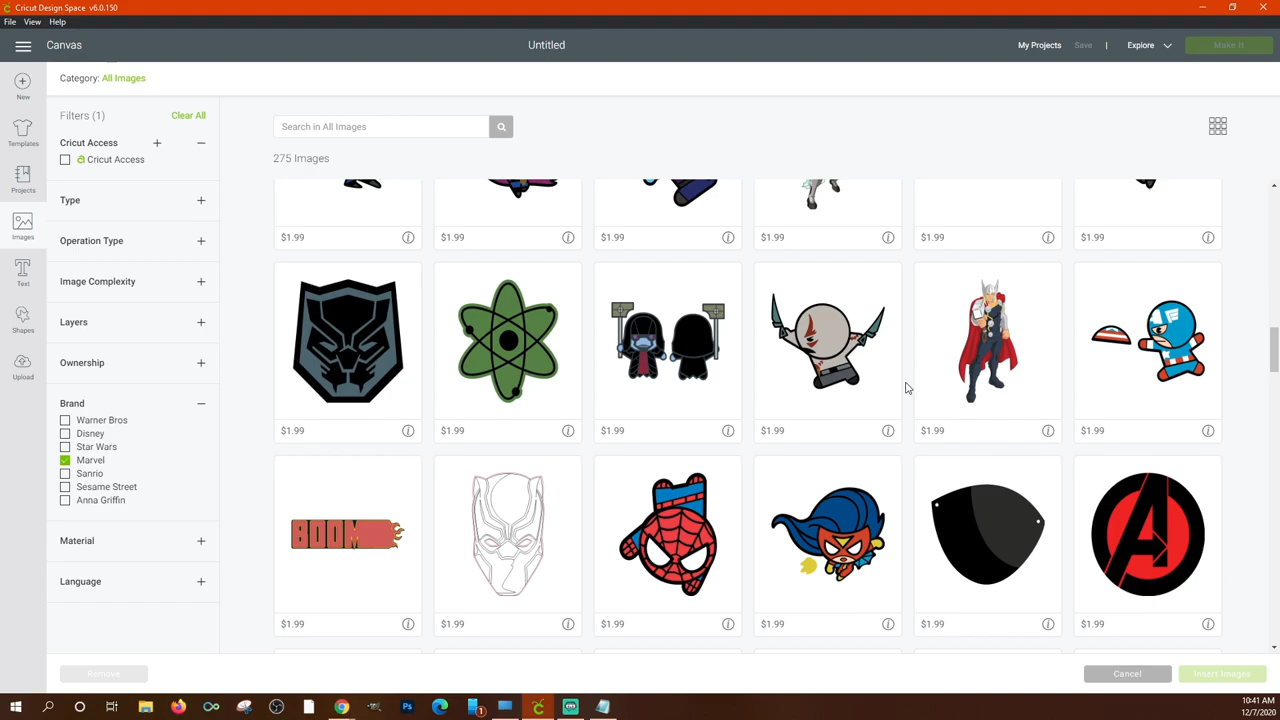 Cricut Design Space v6.0.150
File View Help
Canvas
Untitled
My Projects Save | Explore Make It
New
Templates
Projects
Images
Text
Shapes
Upload
Category: All Images
Filters (1) Clear All
Cricut Access
Cricut Access
Type
Operation Type
Image Complexity
Layers
Ownership
Brand
Warner Bros
Disney
Star Wars
Marvel
Sanrio
Sesame Street
Anna Griffin
Material
Language
Search in All Images
275 Images
$1.99 $1.99 $1.99 $1.99 $1.99 $1.99
$1.99 $1.99 $1.99 $1.99 $1.99 $1.99
BOOM
$1.99 $1.99 $1.99 $1.99 $1.99 $1.99
Remove
Cancel Insert Images
10:41 AM
12/7/2020